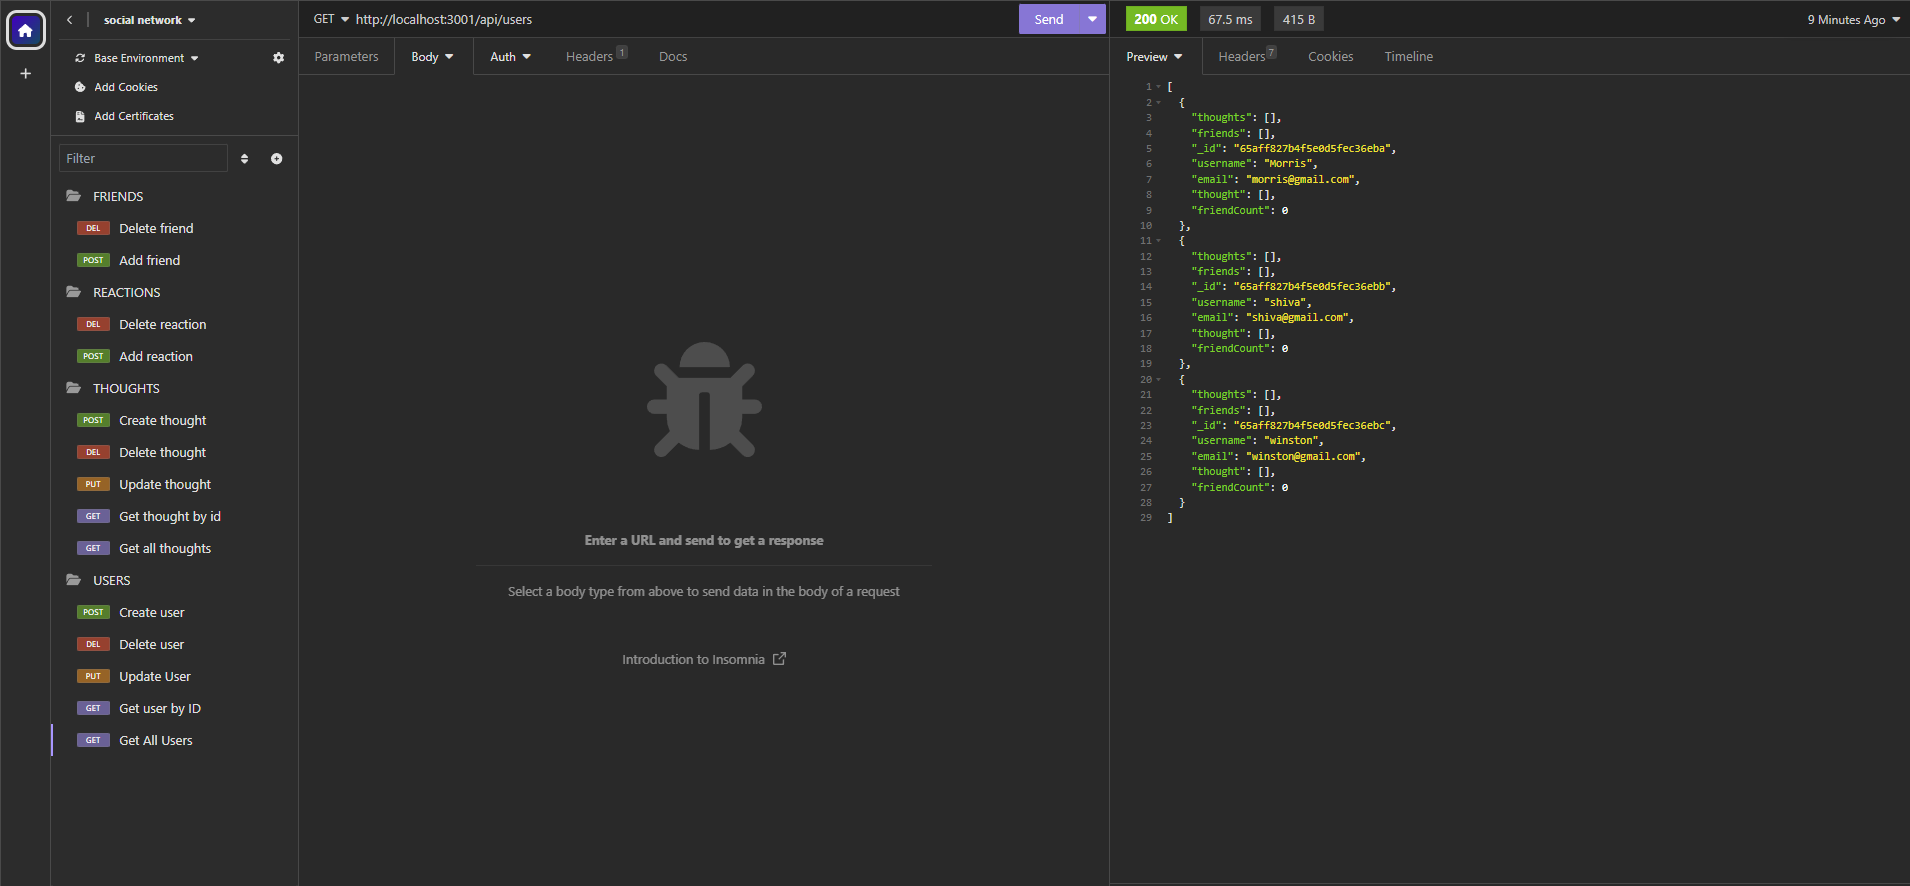 social network
Base Environment
Add Cookies
Add Certificates
Filter
FRIENDS
DEL Delete friend
POST Add friend
REACTIONS
DEL Delete reaction
POST Add reaction
THOUGHTS
POST Create thought
DEL Delete thought
PUT Update thought
GET Get thought by id
GET Get all thoughts
USERS
POST Create user
DEL Delete user
PUT Update User
GET Get user by ID
GET Get All Users
GET http://localhost:3001/api/users Send
Parameters Body Auth Headers 1 Docs
Enter a URL and send to get a response
Select a body type from above to send data in the body of a request
Introduction to Insomnia
200 OK 67.5 ms 415 B 9 Minutes Ago
Preview Headers 7 Cookies Timeline
1 [
2 {
3 "thoughts": [],
4 "friends": [],
5 "_id": "65aff827b4f5e0d5fec36eba",
6 "username": "Morris",
7 "email": "morris@gmail.com",
8 "thought": [],
9 "friendCount": 0
10 },
11 {
12 "thoughts": [],
13 "friends": [],
14 "_id": "65aff827b4f5e0d5fec36ebb",
15 "username": "shiva",
16 "email": "shiva@gmail.com",
17 "thought": [],
18 "friendCount": 0
19 },
20 {
21 "thoughts": [],
22 "friends": [],
23 "_id": "65aff827b4f5e0d5fec36ebc",
24 "username": "winston",
25 "email": "winston@gmail.com",
26 "thought": [],
27 "friendCount": 0
28 }
29 ]